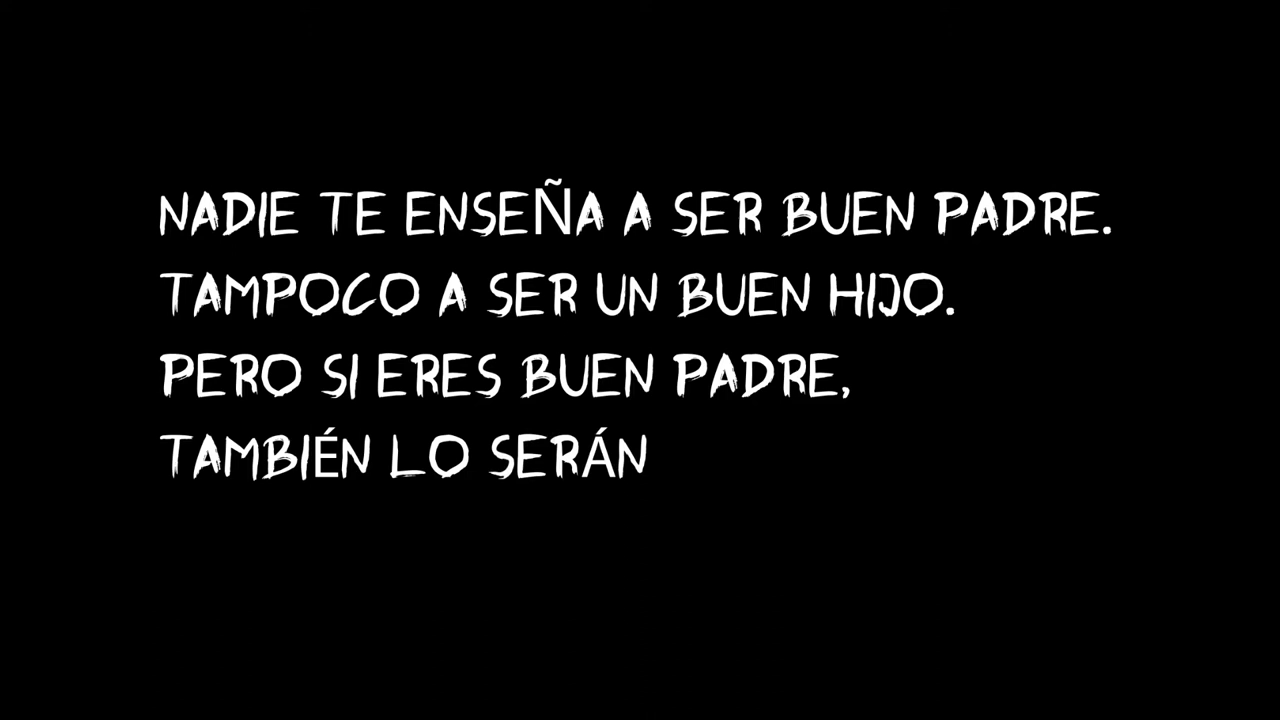 NADIE TE ENSEÑA A SER BUEN PADRE.
TAMPOCO A SER UN BUEN HIJO.
PERO SI ERES BUEN PADRE,
TAMBIÉN LO SERÁN